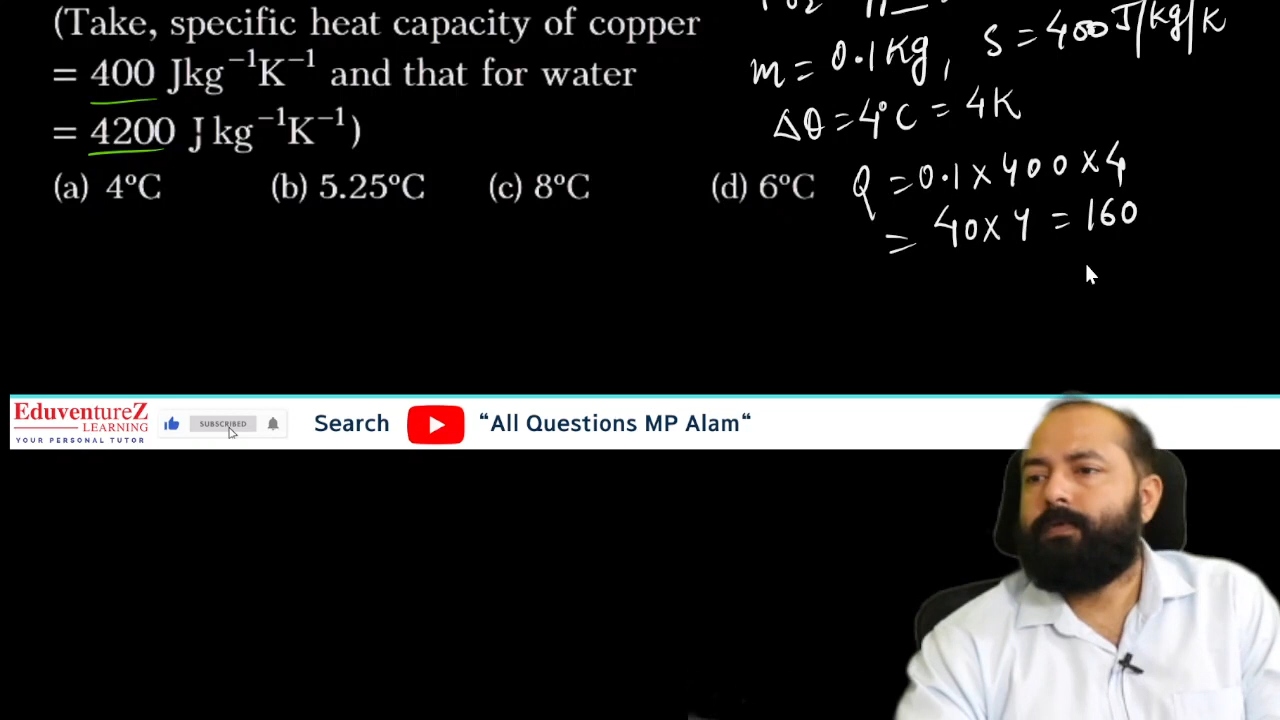 (Take, specific heat capacity of copper
= 400 Jkg⁻¹K⁻¹ and that for water
= 4200 J kg⁻¹K⁻¹)
(a) 4°C (b) 5.25°C (c) 8°C (d) 6°C
For
m = 0.1 Kg, S = 400 J/kg/K
Δθ = 4°C = 4K
Q = 0.1 × 400 × 4
= 40 × 4 = 160
EduventureZ
LEARNING
YOUR PERSONAL TUTOR
SUBSCRIBED
Search
“All Questions MP Alam“